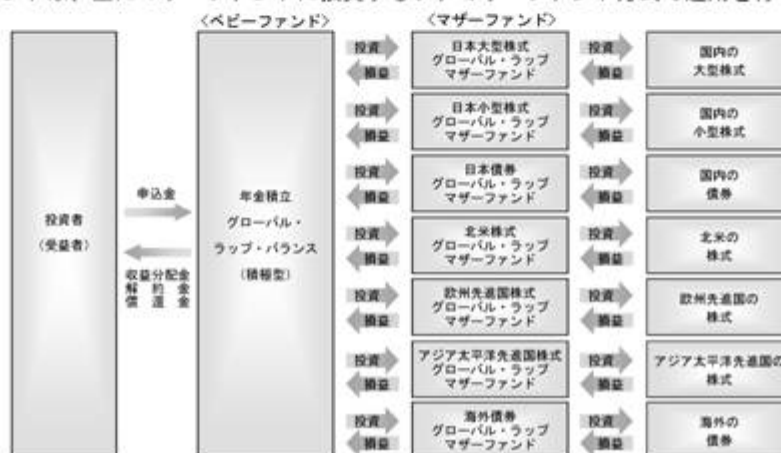 〈ベビーファンド〉
〈マザーファンド〉
投資者
（受益者）
申込金
収益分配金
解約金
償還金
年金積立
グローバル・
ラップ・バランス
（積極型）
投資
損益
日本大型株式
グローバル・ラップ
マザーファンド
投資
損益
国内の
大型株式
投資
損益
日本小型株式
グローバル・ラップ
マザーファンド
投資
損益
国内の
小型株式
投資
損益
日本債券
グローバル・ラップ
マザーファンド
投資
損益
国内の
債券
投資
損益
北米株式
グローバル・ラップ
マザーファンド
投資
損益
北米の
株式
投資
損益
欧州先進国株式
グローバル・ラップ
マザーファンド
投資
損益
欧州先進国の
株式
投資
損益
アジア太平洋先進国株式
グローバル・ラップ
マザーファンド
投資
損益
アジア太平洋先進国の
株式
投資
損益
海外債券
グローバル・ラップ
マザーファンド
投資
損益
海外の
債券